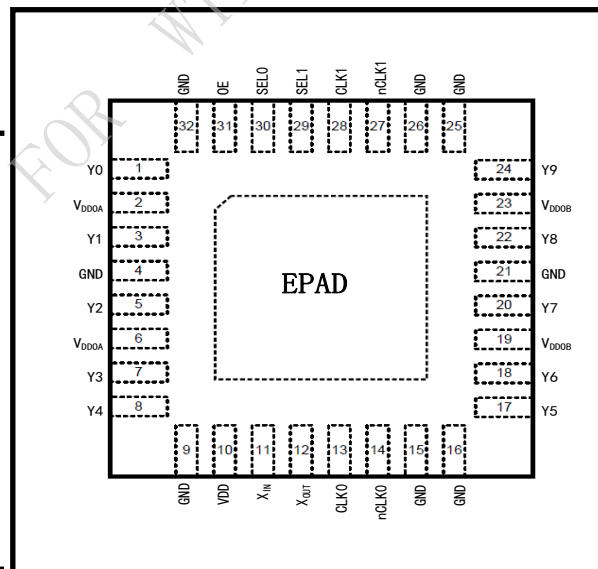 FOR WI
GND OE SEL0 SEL1 CLK1 nCLK1 GND GND
32 31 30 29 28 27 26 25
Y0 1 24 Y9
VDDOA 2 23 VDDOB
Y1 3 22 Y8
GND 4 21 GND
EPAD
Y2 5 20 Y7
VDDOA 6 19 VDDOB
Y3 7 18 Y6
Y4 8 17 Y5
9 10 11 12 13 14 15 16
GND VDD XIN XOUT CLK0 nCLK0 GND GND